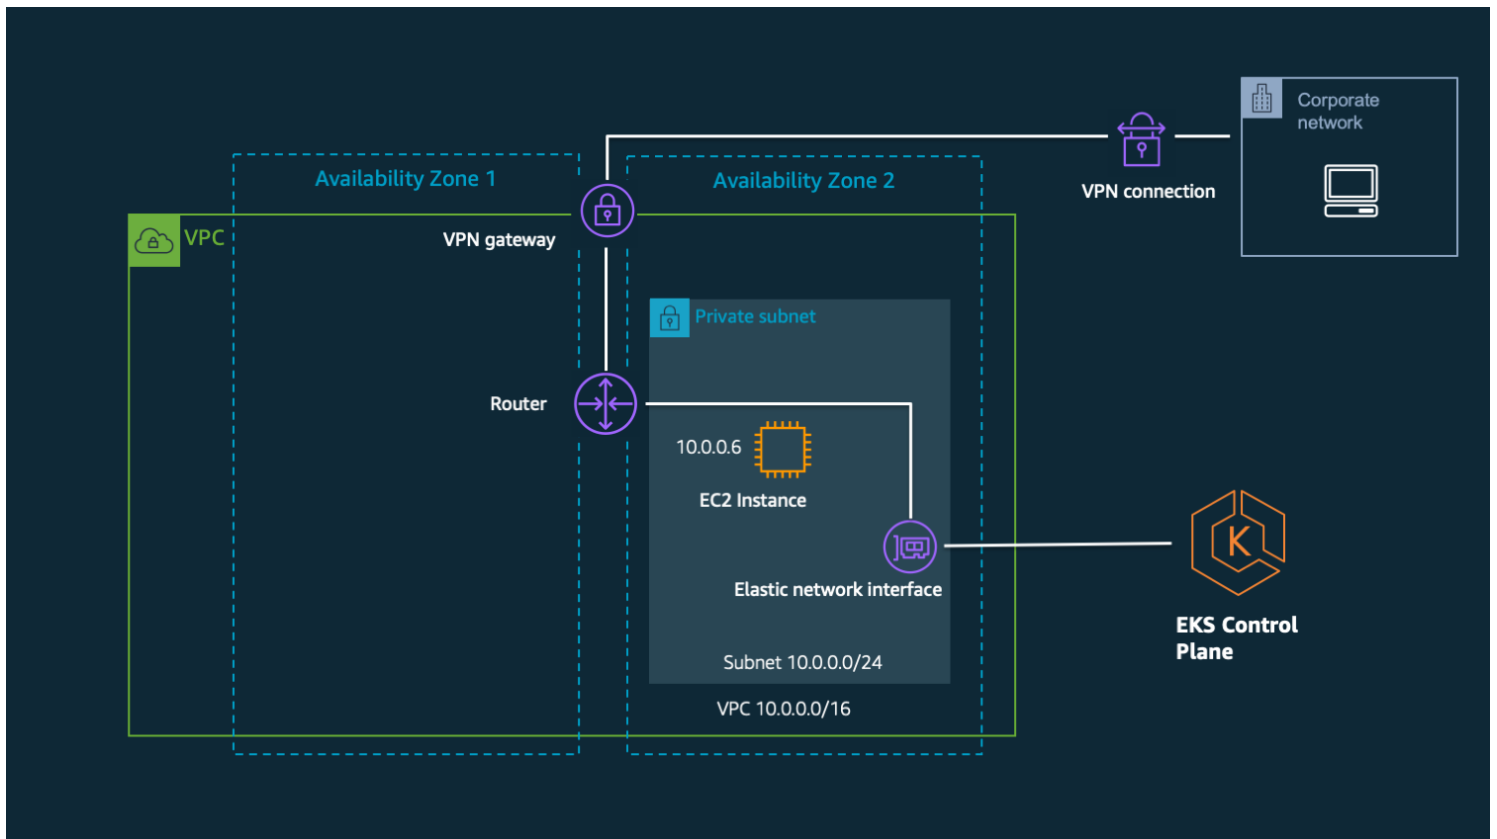 Corporate
network
VPN connection
Availability Zone 1
Availability Zone 2
VPC
VPN gateway
Private subnet
Router
10.0.0.6
EC2 Instance
Elastic network interface
K
EKS Control
Plane
Subnet 10.0.0.0/24
VPC 10.0.0.0/16